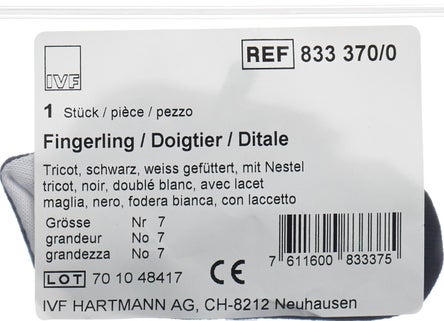 IVF
REF 833 370/0
1 Stück / pièce / pezzo
Fingerling / Doigtier / Ditale
Tricot, schwarz, weiss gefüttert, mit Nestel
tricot, noir, doublé blanc, avec lacet
maglia, nero, fodera bianca, con laccetto
Grösse Nr 7
grandeur No 7
grandezza No 7
7 611600 833375
LOT 70 10 48417 CE
IVF HARTMANN AG, CH-8212 Neuhausen